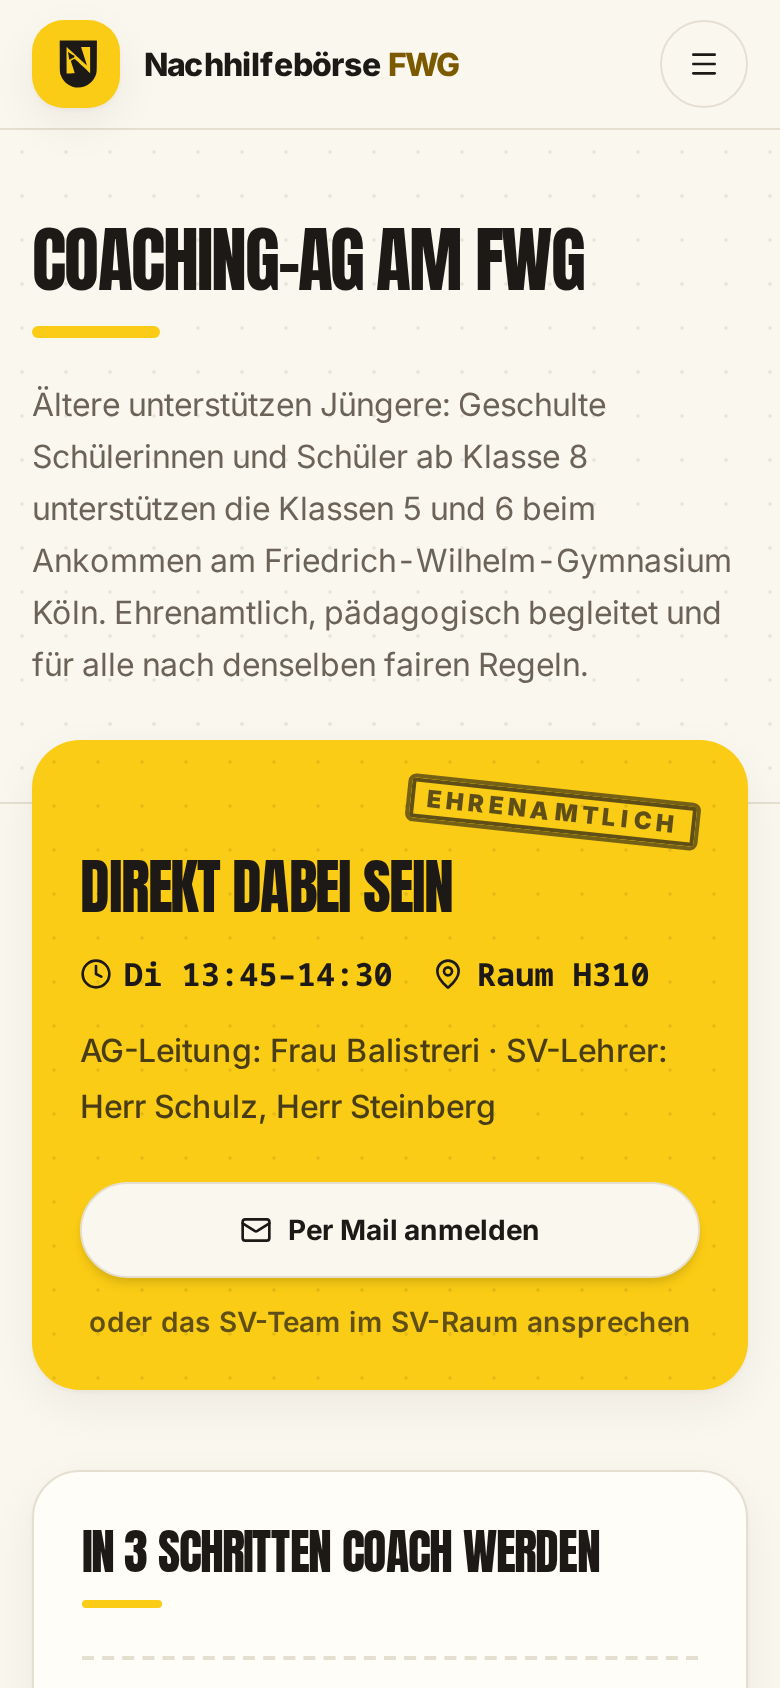 Nachhilfebörse FWG
COACHING-AG AM FWG
Ältere unterstützen Jüngere: Geschulte
Schülerinnen und Schüler ab Klasse 8
unterstützen die Klassen 5 und 6 beim
Ankommen am Friedrich-Wilhelm-Gymnasium
Köln. Ehrenamtlich, pädagogisch begleitet und
für alle nach denselben fairen Regeln.
EHRENAMTLICH
DIREKT DABEI SEIN
Di 13:45–14:30 Raum H310
AG-Leitung: Frau Balistreri · SV-Lehrer:
Herr Schulz, Herr Steinberg
Per Mail anmelden
oder das SV-Team im SV-Raum ansprechen
IN 3 SCHRITTEN COACH WERDEN